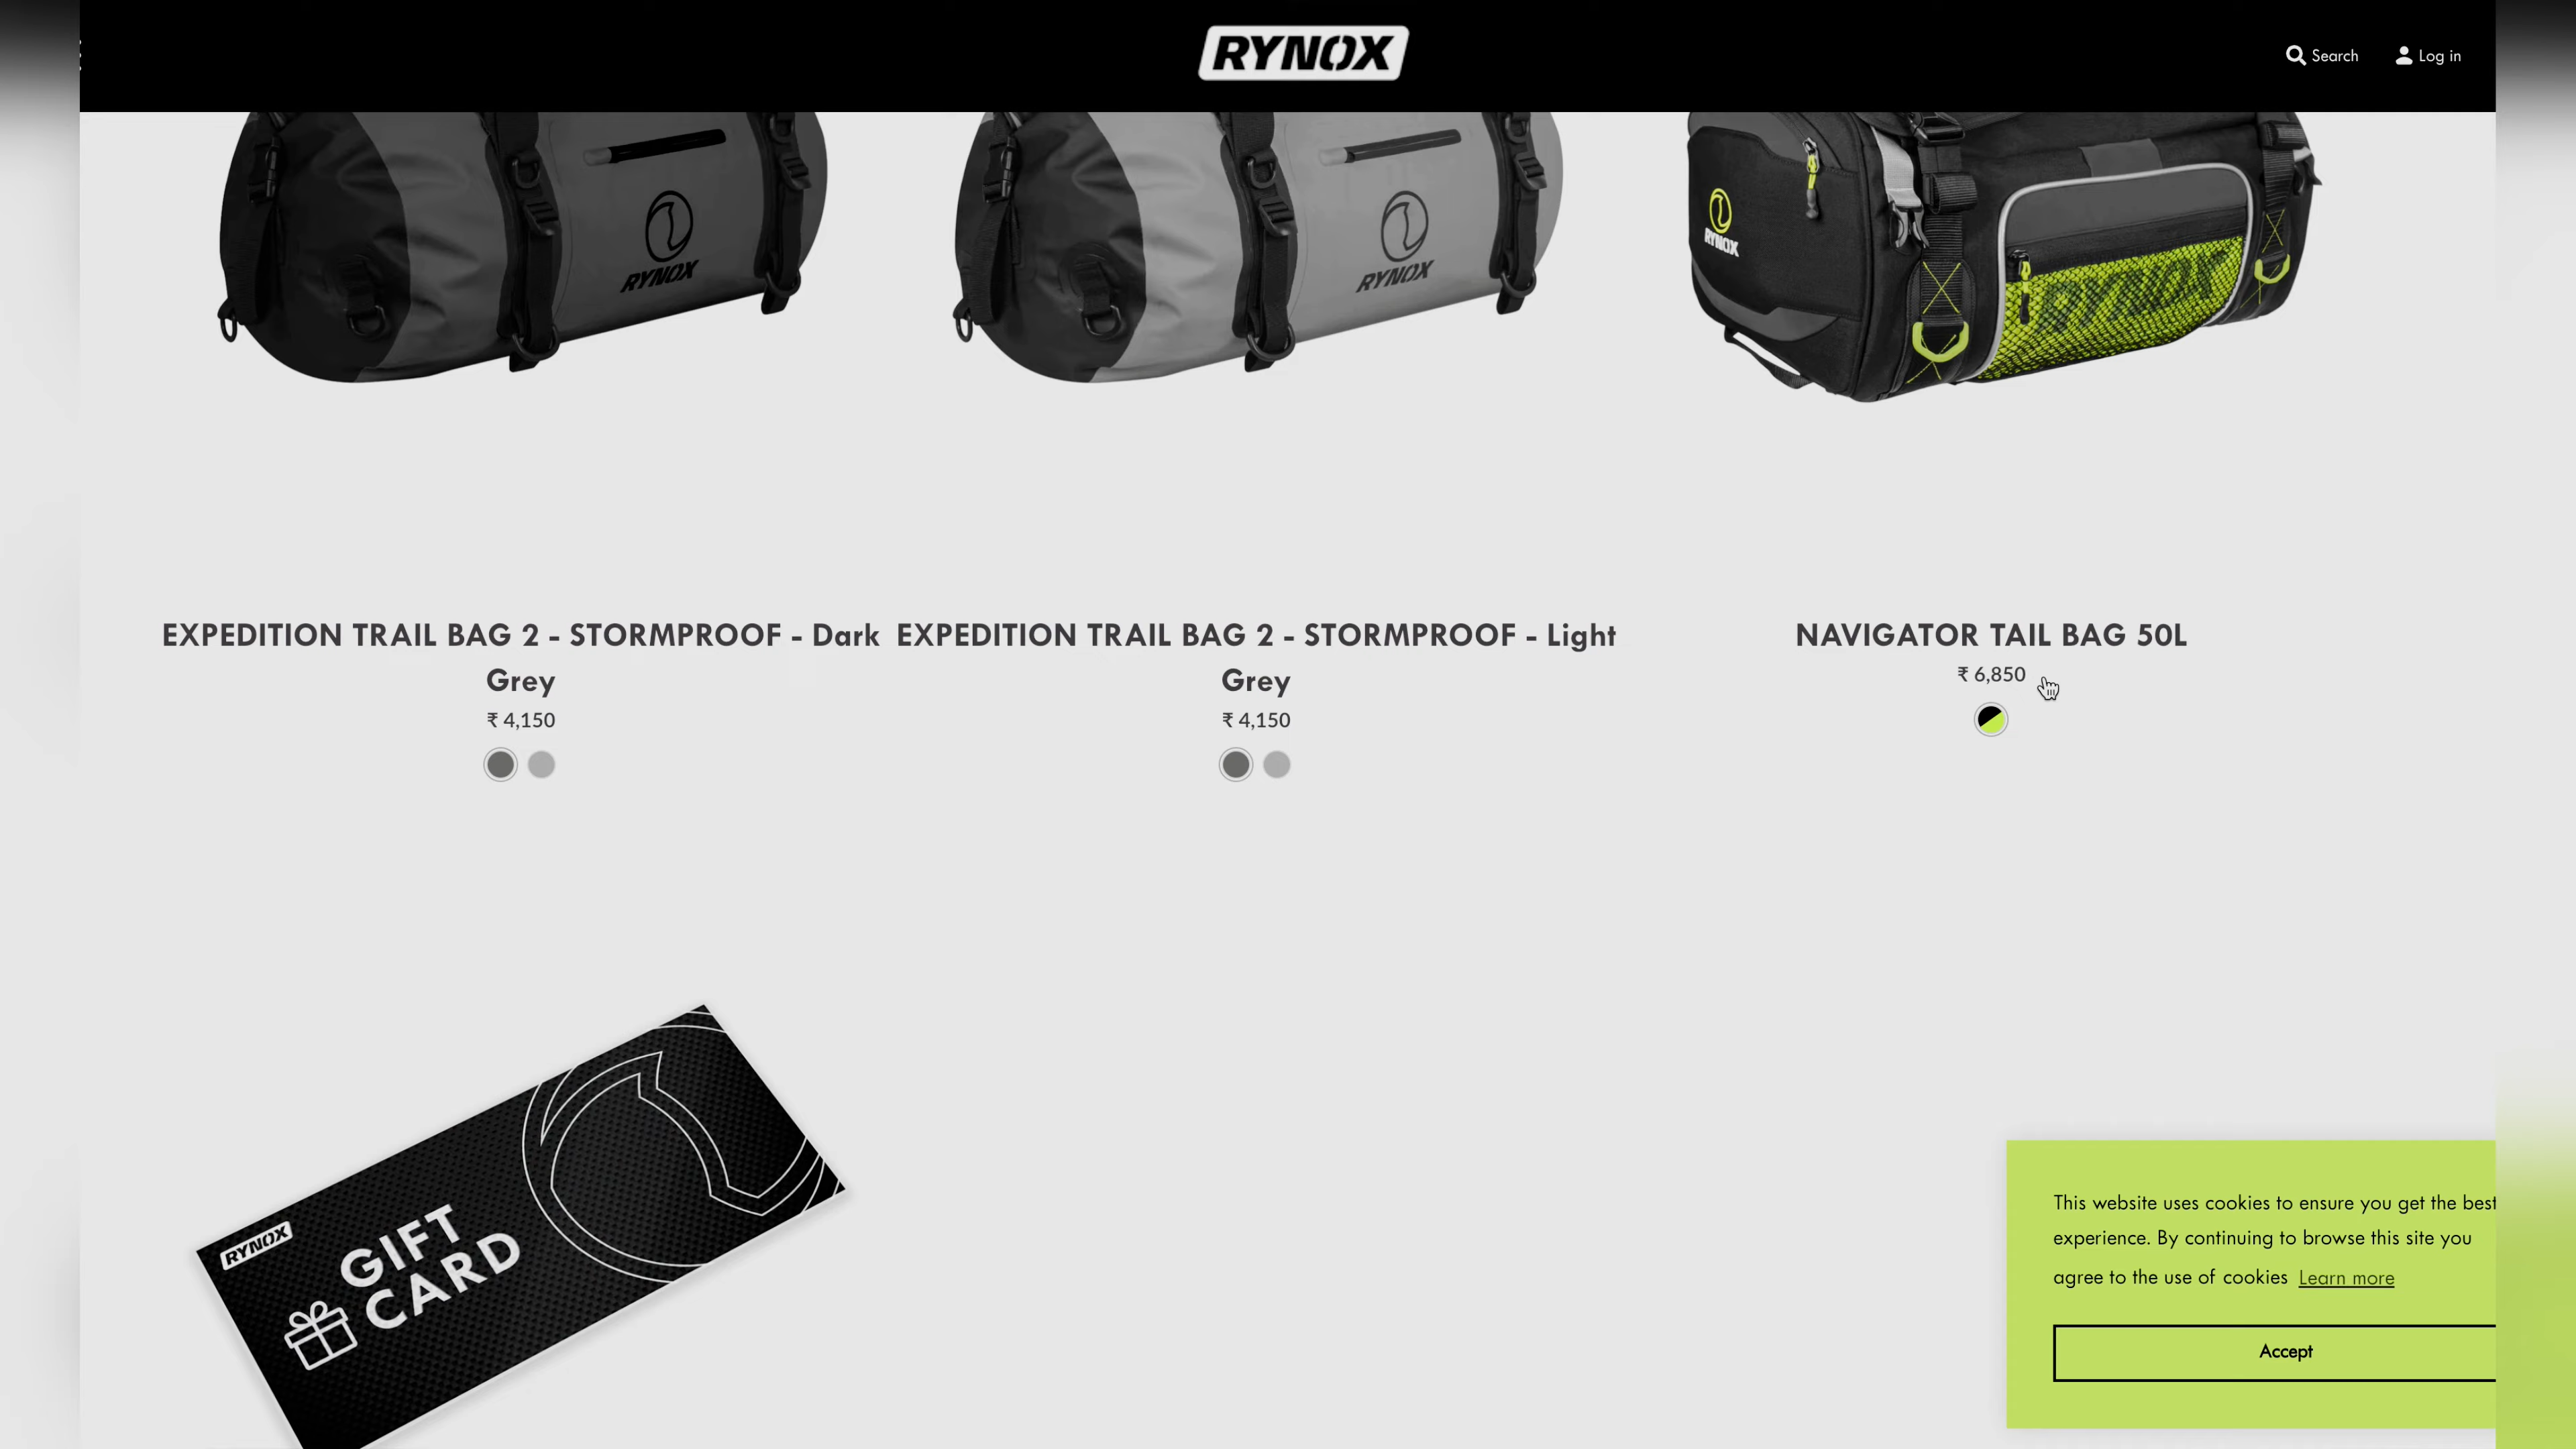 RYNOX
Search
Log in
RYNOX
RYNOX
RYNOX
RYNOX
EXPEDITION TRAIL BAG 2 - STORMPROOF - Dark
Grey
₹ 4,150
EXPEDITION TRAIL BAG 2 - STORMPROOF - Light
Grey
₹ 4,150
NAVIGATOR TAIL BAG 50L
₹ 6,850
RYNOX
GIFT
CARD
This website uses cookies to ensure you get the best
experience. By continuing to browse this site you
agree to the use of cookies Learn more
Accept